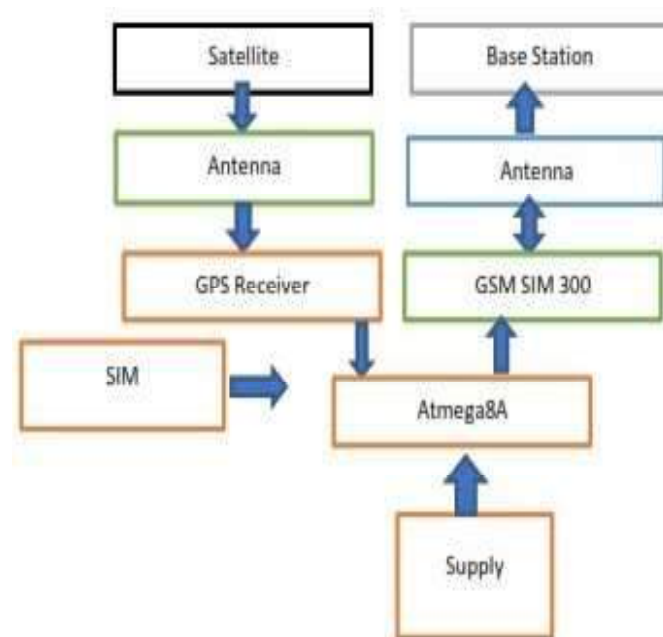 Satellite
Base Station
Antenna
Antenna
GPS Receiver
GSM SIM 300
SIM
Atmega8A
Supply